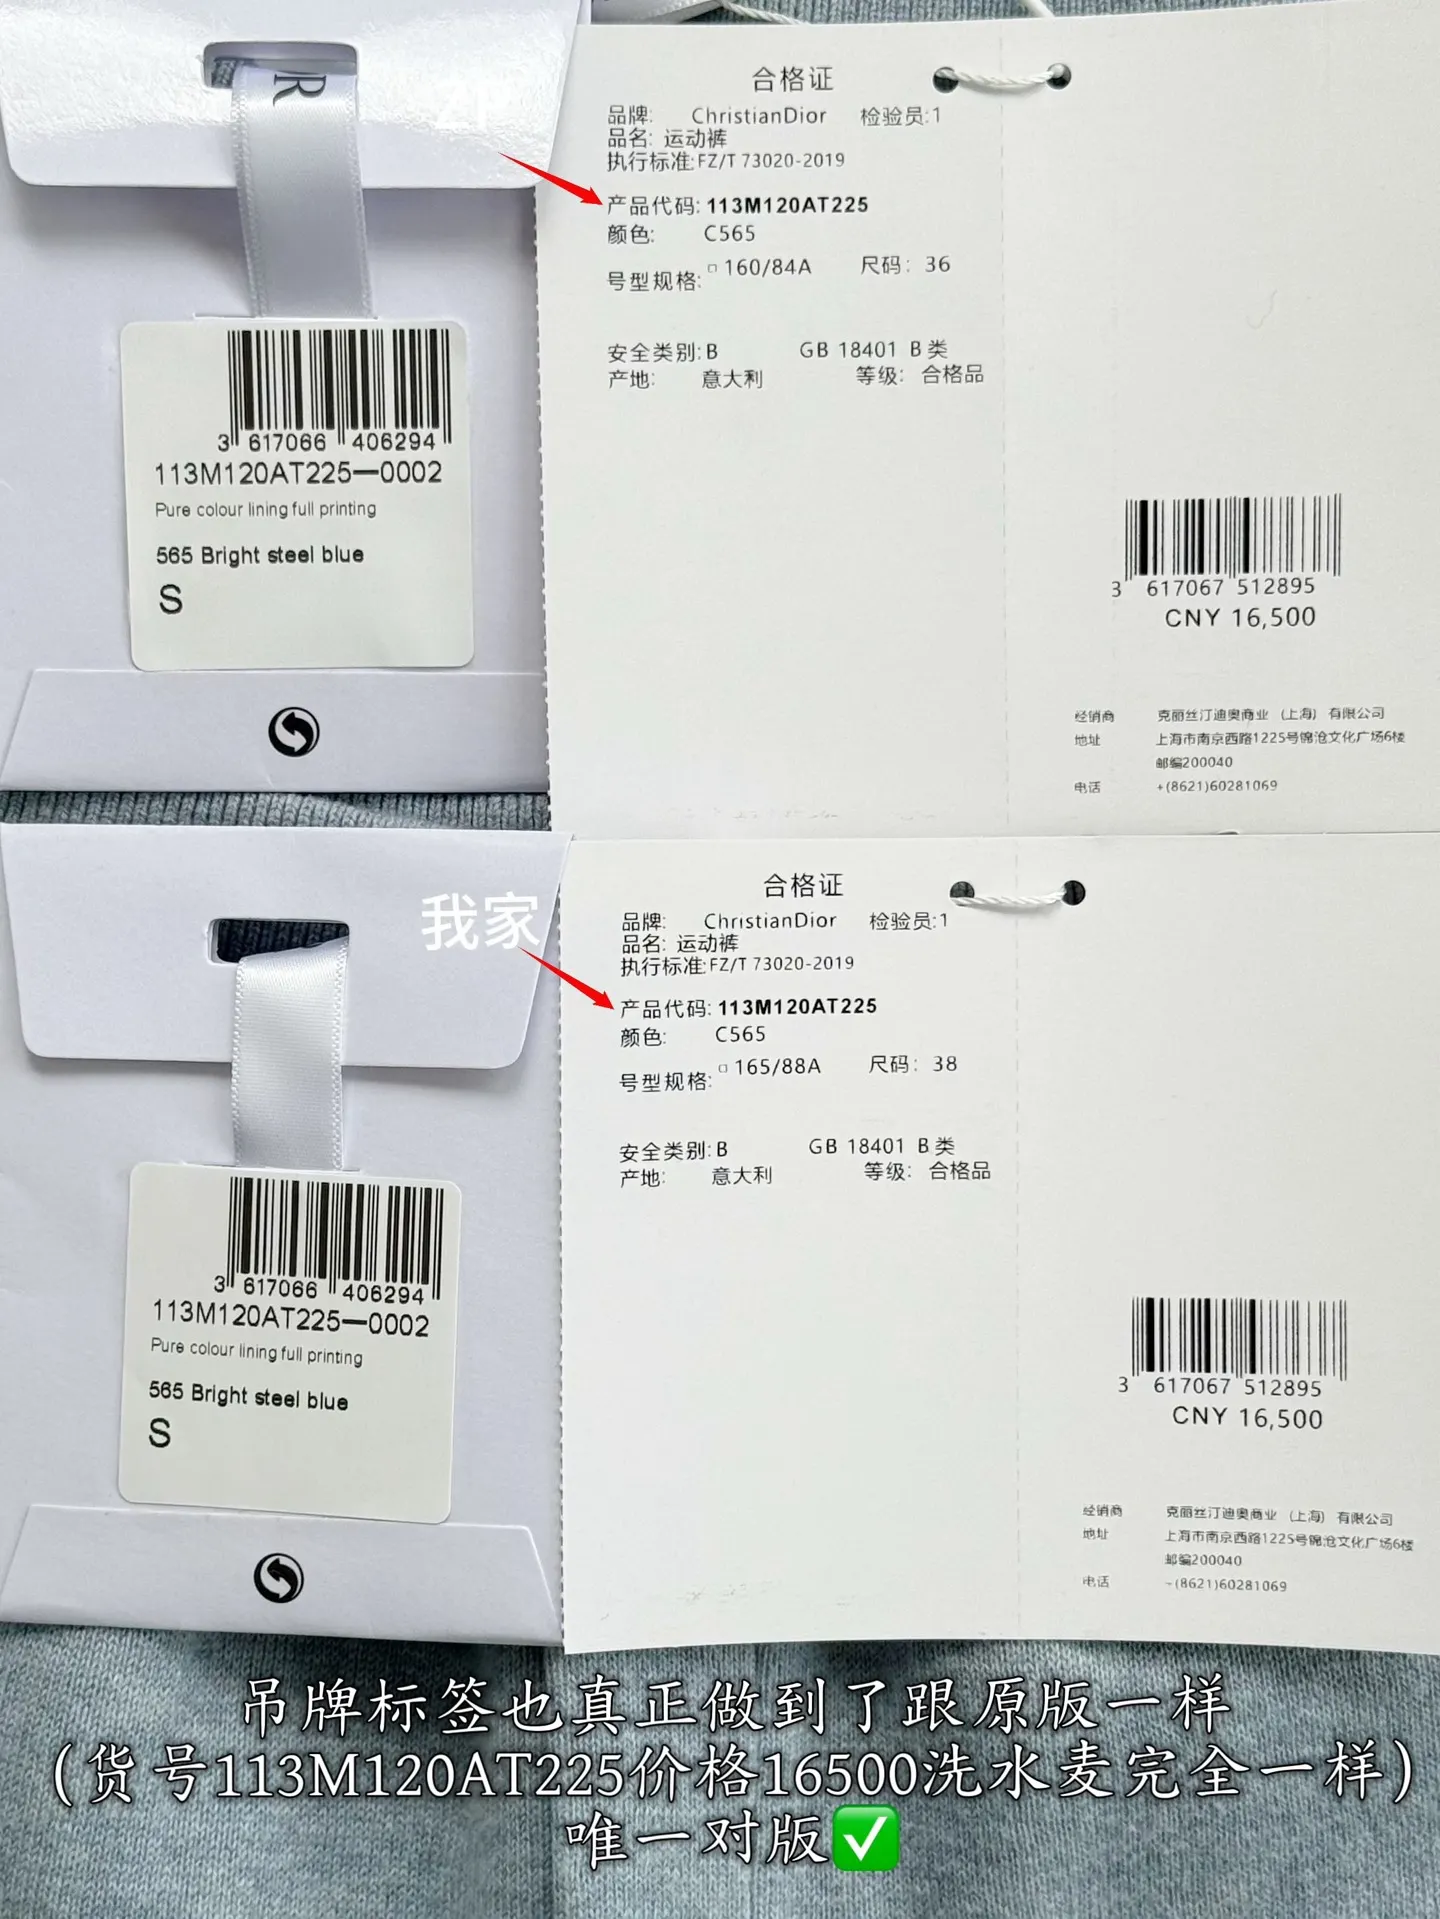 R
合格证
品牌: ChristianDior 检验员:1
品名: 运动裤
执行标准:FZ/T 73020-2019
产品代码: 113M120AT225
颜色: C565
号型规格: 160/84A 尺码: 36
安全类别: B GB 18401 B 类
产地: 意大利 等级: 合格品
3 617066 406294
113M120AT225—0002
Pure colour lining full printing
565 Bright steel blue
S
3 617067 512895
CNY 16,500
经销商 克丽丝汀迪奥商业 (上海) 有限公司
地址 上海市南京西路1225号锦沧文化广场6楼
邮编200040
电话 +(8621)60281069
我家
合格证
品牌: ChristianDior 检验员:1
品名: 运动裤
执行标准:FZ/T 73020-2019
产品代码: 113M120AT225
颜色: C565
号型规格: 165/88A 尺码: 38
安全类别: B GB 18401 B 类
产地: 意大利 等级: 合格品
3 617066 406294
113M120AT225—0002
Pure colour lining full printing
565 Bright steel blue
S
3 617067 512895
CNY 16,500
经销商 克丽丝汀迪奥商业 (上海) 有限公司
地址 上海市南京西路1225号锦沧文化广场6楼
邮编200040
电话 +(8621)60281069
吊牌标签也真正做到了跟原版一样
(货号113M120AT225价格16500洗水麦完全一样)
唯一对版✅